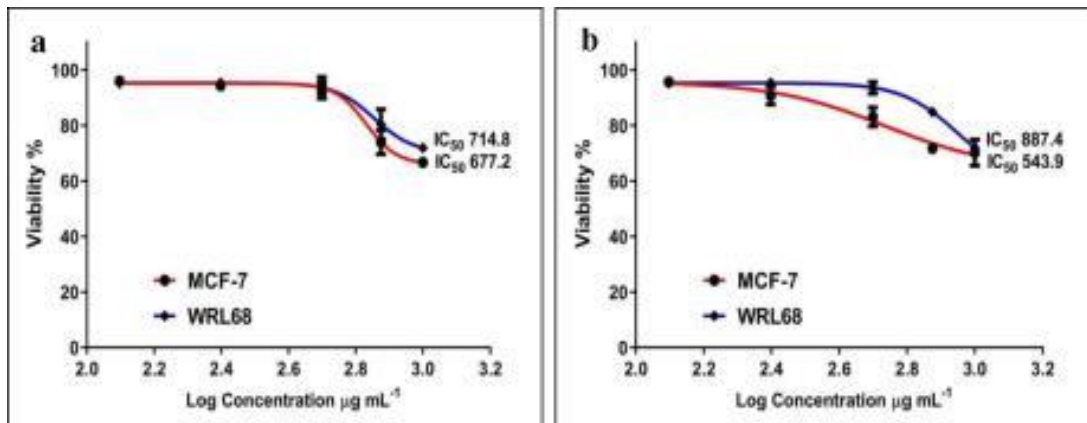 a
100
80
60
40
20
0
Viability %
IC50 714.8
IC50 677.2
MCF-7
WRL68
2.0 2.2 2.4 2.6 2.8 3.0 3.2
Log Concentration µg mL-1
b
100
80
60
40
20
0
Viability %
IC50 887.4
IC50 543.9
MCF-7
WRL68
2.0 2.2 2.4 2.6 2.8 3.0 3.2
Log Concentration µg mL-1